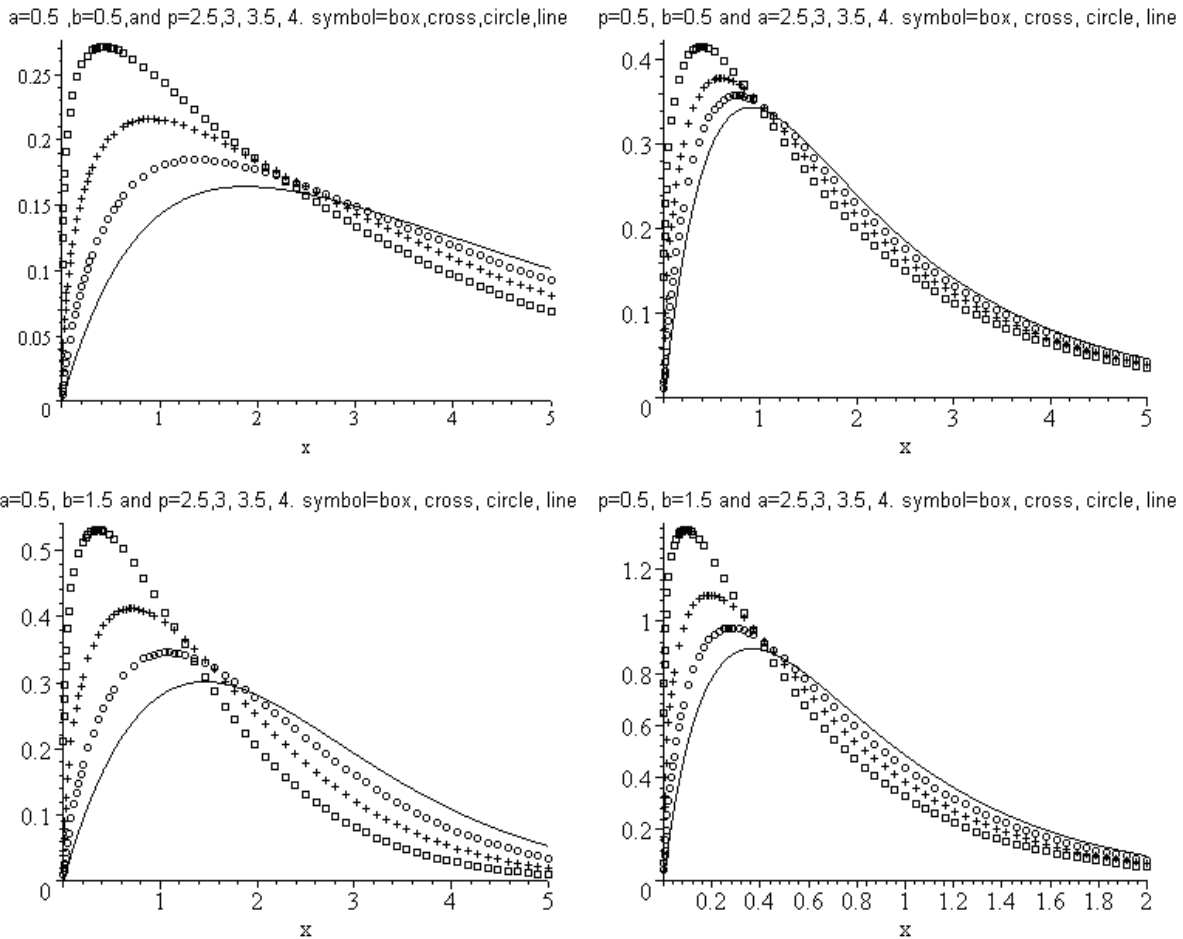 a=0.5 ,b=0.5,and p=2.5,3, 3.5, 4. symbol=box,cross,circle,line
0.25
0.2
0.15
0.1
0.05
0
1 2 3 4 5
x
p=0.5, b=0.5 and a=2.5,3, 3.5, 4. symbol=box, cross, circle, line
0.4
0.3
0.2
0.1
0
1 2 3 4 5
x
a=0.5, b=1.5 and p=2.5,3, 3.5, 4. symbol=box, cross, circle, line
0.5
0.4
0.3
0.2
0.1
0
1 2 3 4 5
x
p=0.5, b=1.5 and a=2.5,3, 3.5, 4. symbol=box, cross, circle, line
1.2
1
0.8
0.6
0.4
0.2
0
0.2 0.4 0.6 0.8 1 1.2 1.4 1.6 1.8 2
x